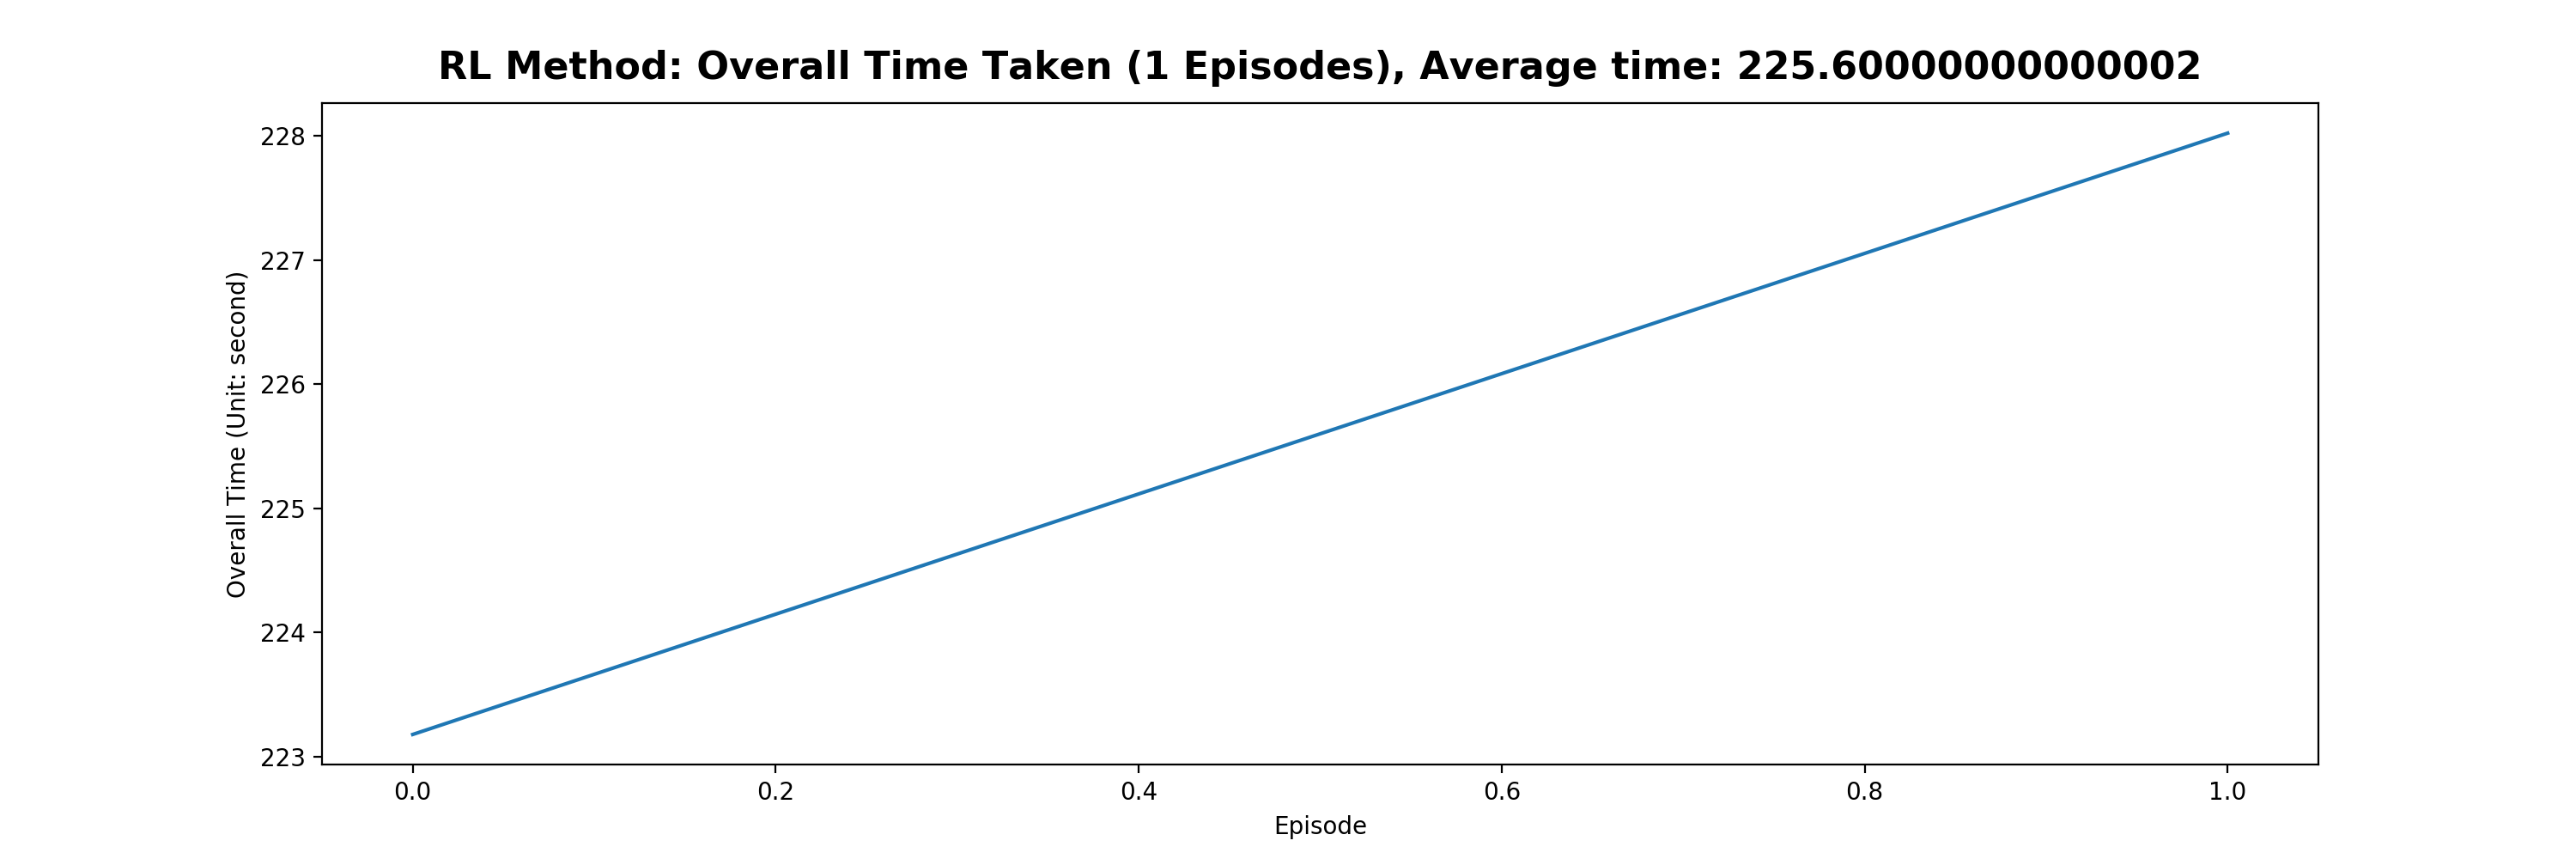 RL Method: Overall Time Taken (1 Episodes), Average time: 225.60000000000002
Overall Time (Unit: second)
228
227
226
225
224
223
0.0 0.2 0.4 0.6 0.8 1.0
Episode